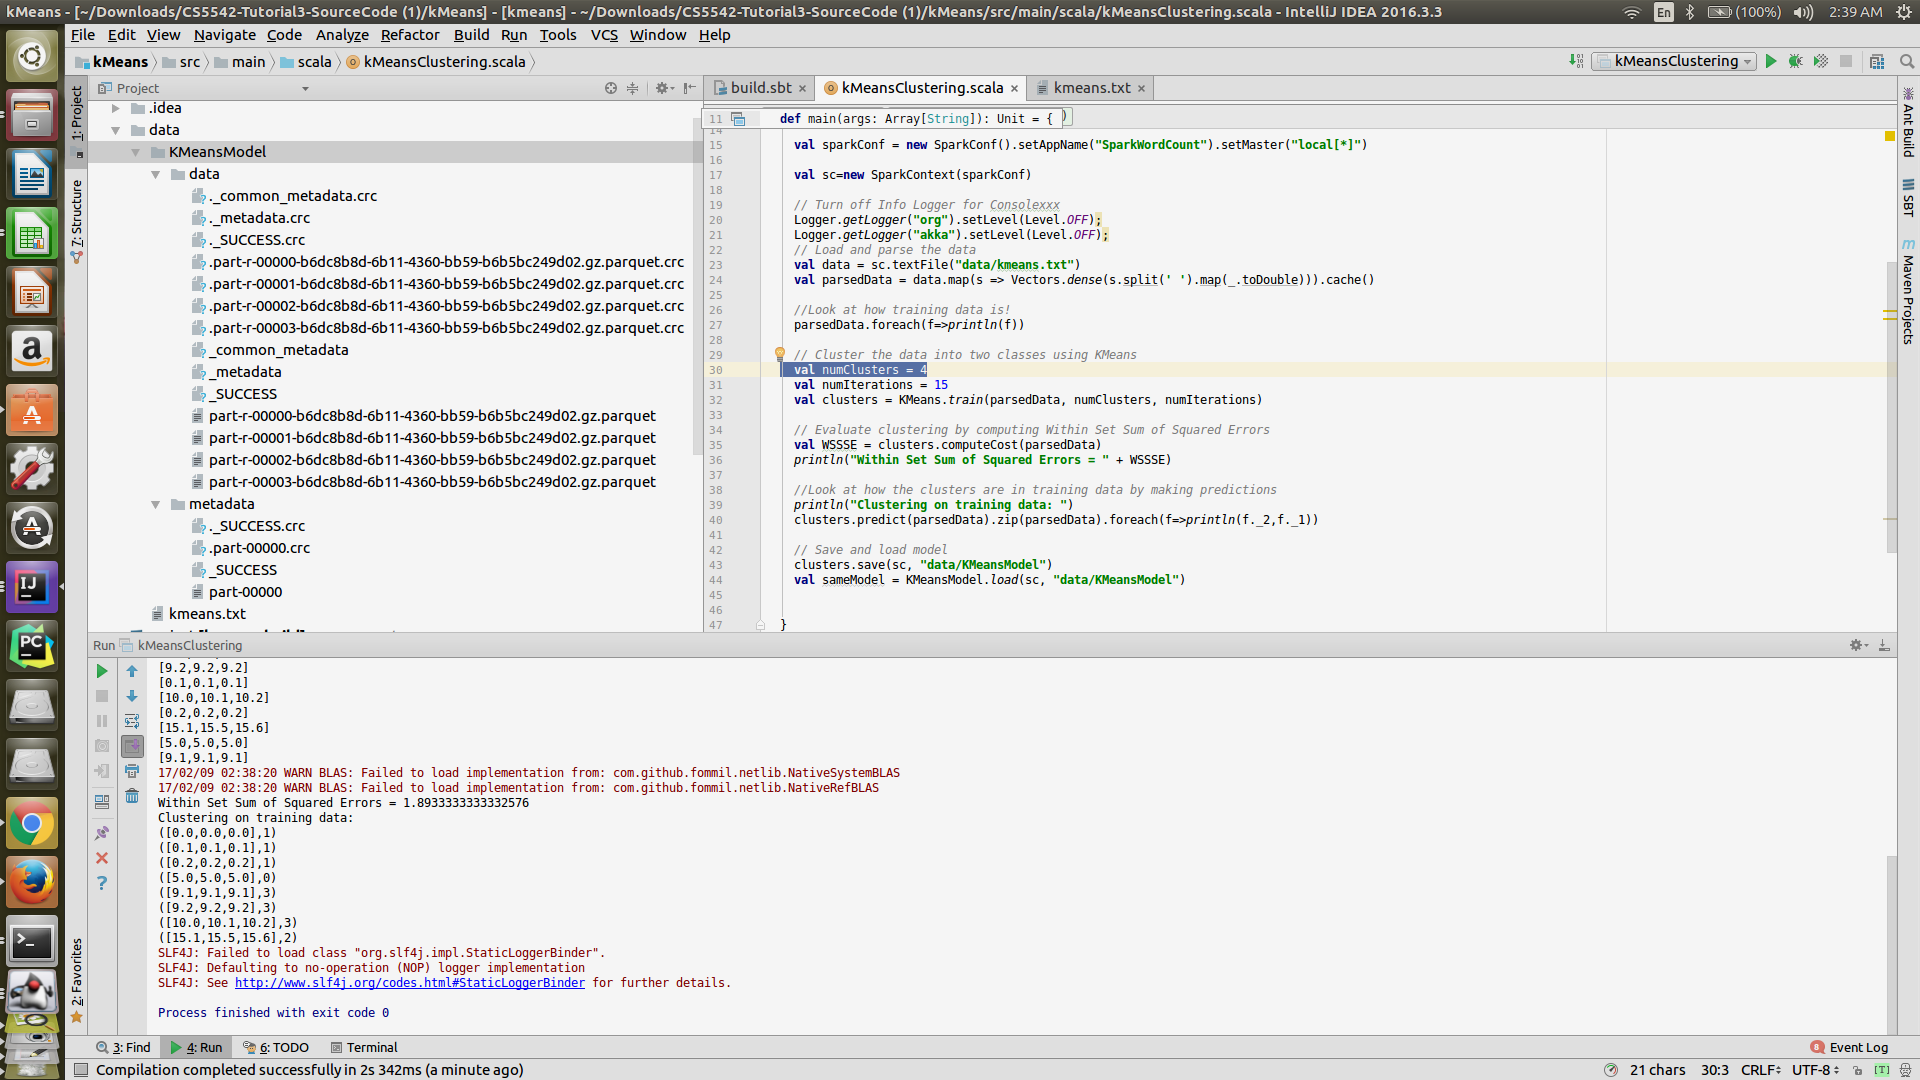 kMeans - [~/Downloads/CS5542-Tutorial3-SourceCode (1)/kMeans] - [kmeans] - ~/Downloads/CS5542-Tutorial3-SourceCode (1)/kMeans/src/main/scala/kMeansClustering.scala - IntelliJ IDEA 2016.3.3
En (100%) 2:39 AM
File Edit View Navigate Code Analyze Refactor Build Run Tools VCS Window Help
kMeans src main scala kMeansClustering.scala
kMeansClustering
Project
build.sbt × kMeansClustering.scala × kmeans.txt ×
1: Project
7: Structure
2: Favorites
Ant Build
SBT
m Maven Projects
.idea
data
KMeansModel
data
._common_metadata.crc
._metadata.crc
._SUCCESS.crc
.part-r-00000-b6dc8b8d-6b11-4360-bb59-b6b5bc249d02.gz.parquet.crc
.part-r-00001-b6dc8b8d-6b11-4360-bb59-b6b5bc249d02.gz.parquet.crc
.part-r-00002-b6dc8b8d-6b11-4360-bb59-b6b5bc249d02.gz.parquet.crc
.part-r-00003-b6dc8b8d-6b11-4360-bb59-b6b5bc249d02.gz.parquet.crc
_common_metadata
_metadata
_SUCCESS
part-r-00000-b6dc8b8d-6b11-4360-bb59-b6b5bc249d02.gz.parquet
part-r-00001-b6dc8b8d-6b11-4360-bb59-b6b5bc249d02.gz.parquet
part-r-00002-b6dc8b8d-6b11-4360-bb59-b6b5bc249d02.gz.parquet
part-r-00003-b6dc8b8d-6b11-4360-bb59-b6b5bc249d02.gz.parquet
metadata
._SUCCESS.crc
.part-00000.crc
_SUCCESS
part-00000
kmeans.txt
11 def main(args: Array[String]): Unit = { )
14
15 val sparkConf = new SparkConf().setAppName("SparkWordCount").setMaster("local[*]")
16
17 val sc=new SparkContext(sparkConf)
18
19 // Turn off Info Logger for Consolexxx
20 Logger.getLogger("org").setLevel(Level.OFF);
21 Logger.getLogger("akka").setLevel(Level.OFF);
22 // Load and parse the data
23 val data = sc.textFile("data/kmeans.txt")
24 val parsedData = data.map(s => Vectors.dense(s.split(' ').map(_.toDouble))).cache()
25
26 //Look at how training data is!
27 parsedData.foreach(f=>println(f))
28
29 // Cluster the data into two classes using KMeans
30 val numClusters = 4
31 val numIterations = 15
32 val clusters = KMeans.train(parsedData, numClusters, numIterations)
33
34 // Evaluate clustering by computing Within Set Sum of Squared Errors
35 val WSSSE = clusters.computeCost(parsedData)
36 println("Within Set Sum of Squared Errors = " + WSSSE)
37
38 //Look at how the clusters are in training data by making predictions
39 println("Clustering on training data: ")
40 clusters.predict(parsedData).zip(parsedData).foreach(f=>println(f._2,f._1))
41
42 // Save and load model
43 clusters.save(sc, "data/KMeansModel")
44 val sameModel = KMeansModel.load(sc, "data/KMeansModel")
45
46
47 }
Run kMeansClustering
[9.2,9.2,9.2]
[0.1,0.1,0.1]
[10.0,10.1,10.2]
[0.2,0.2,0.2]
[15.1,15.5,15.6]
[5.0,5.0,5.0]
[9.1,9.1,9.1]
17/02/09 02:38:20 WARN BLAS: Failed to load implementation from: com.github.fommil.netlib.NativeSystemBLAS
17/02/09 02:38:20 WARN BLAS: Failed to load implementation from: com.github.fommil.netlib.NativeRefBLAS
Within Set Sum of Squared Errors = 1.8933333333332576
Clustering on training data:
([0.0,0.0,0.0],1)
([0.1,0.1,0.1],1)
([0.2,0.2,0.2],1)
([5.0,5.0,5.0],0)
([9.1,9.1,9.1],3)
([9.2,9.2,9.2],3)
([10.0,10.1,10.2],3)
([15.1,15.5,15.6],2)
SLF4J: Failed to load class "org.slf4j.impl.StaticLoggerBinder".
SLF4J: Defaulting to no-operation (NOP) logger implementation
SLF4J: See http://www.slf4j.org/codes.html#StaticLoggerBinder for further details.
Process finished with exit code 0
3: Find 4: Run 6: TODO Terminal 8 Event Log
Compilation completed successfully in 2s 342ms (a minute ago) 21 chars 30:3 CRLF UTF-8 [T]